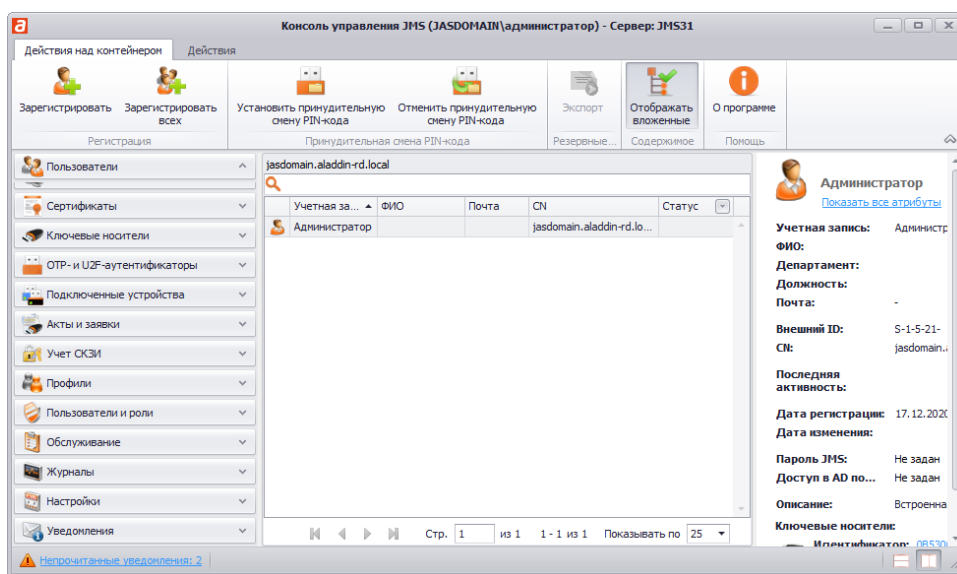 Консоль управления JMS (JASDOMAIN\администратор) - Сервер: JMS31
Действия над контейнером Действия
Зарегистрировать Зарегистрировать всех Установить принудительную смену PIN-кода Отменить принудительную смену PIN-кода Экспорт Отображать вложенные О программе
Регистрация Принудительная смена PIN-кода Резервные... Содержимое Помощь
Пользователи
Сертификаты
Ключевые носители
OTP- и U2F-аутентификаторы
Подключенные устройства
Акты и заявки
Учет СКЗИ
Профили
Пользователи и роли
Обслуживание
Журналы
Настройки
Уведомления
jasdomain.aladdin-rd.local
Учетная за... ФИО Почта CN Статус
Администратор jasdomain.aladdin-rd.lo...
Стр. 1 из 1 1 - 1 из 1 Показывать по 25
Администратор
Показать все атрибуты
Учетная запись: Администр
ФИО:
Департамент:
Должность:
Почта: -
Внешний ID: S-1-5-21-
CN: jasdomain.
Последняя
активность:
Дата регистрации: 17.12.2020
Дата изменения:
Пароль JMS: Не задан
Доступ в AD по... Не задан
Описание: Встроенна
Ключевые носители:
Идентификатор: 0B530
Непрочитанные уведомления: 2